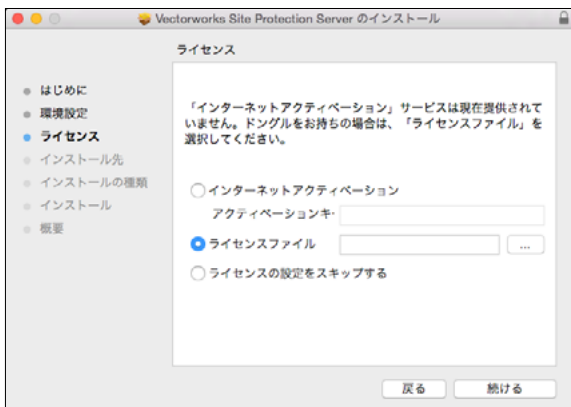 Vectorworks Site Protection Server のインストール
ライセンス
はじめに
環境設定
ライセンス
インストール先
インストールの種類
インストール
概要
「インターネットアクティベーション」サービスは現在提供されて
いません。ドングルをお持ちの場合は、「ライセンスファイル」を
選択してください。
インターネットアクティベーション
アクティベーションキ･
ライセンスファイル
...
ライセンスの設定をスキップする
戻る
続ける